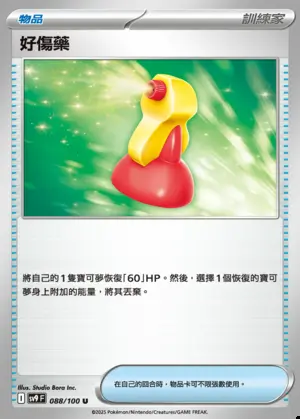 物品
訓練家
好傷藥
將自己的1隻寶可夢恢復「60」HP。然後，選擇1個恢復的寶可
夢身上附加的能量，將其丟棄。
Illus. Studio Bora Inc.
I sv9 F 088/100 U
在自己的回合時，物品卡可不限張數使用。
©2025 Pokémon/Nintendo/Creatures/GAME FREAK.